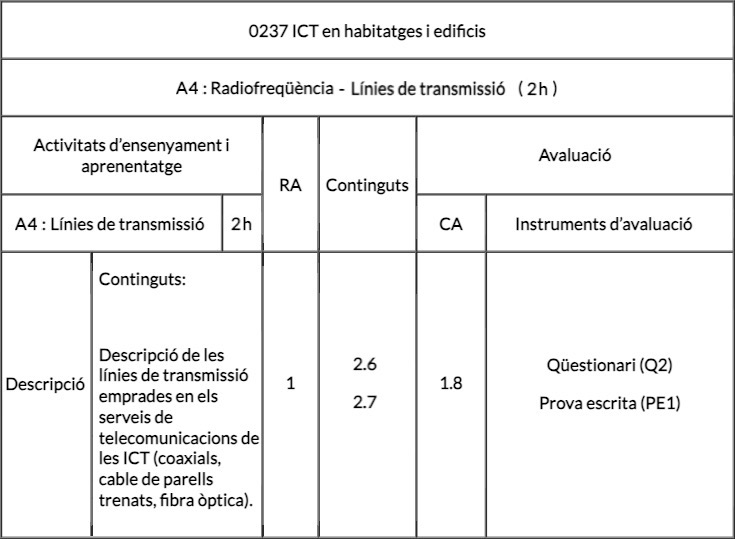 0237 ICT en habitatges i edificis
A4 : Radiofreqüència - Línies de transmissió ( 2h )
Activitats d'ensenyament i
aprenentatge
RA
Continguts
Avaluació
A4 : Línies de transmissió
2h
CA
Instruments d'avaluació
Descripció
Continguts:
Descripció de les
línies de transmissió
emprades en els
serveis de
telecomunicacions de
les ICT (coaxials,
cable de parells
trenats, fibra òptica).
1
2.6
2.7
1.8
Qüestionari (Q2)
Prova escrita (PE1)